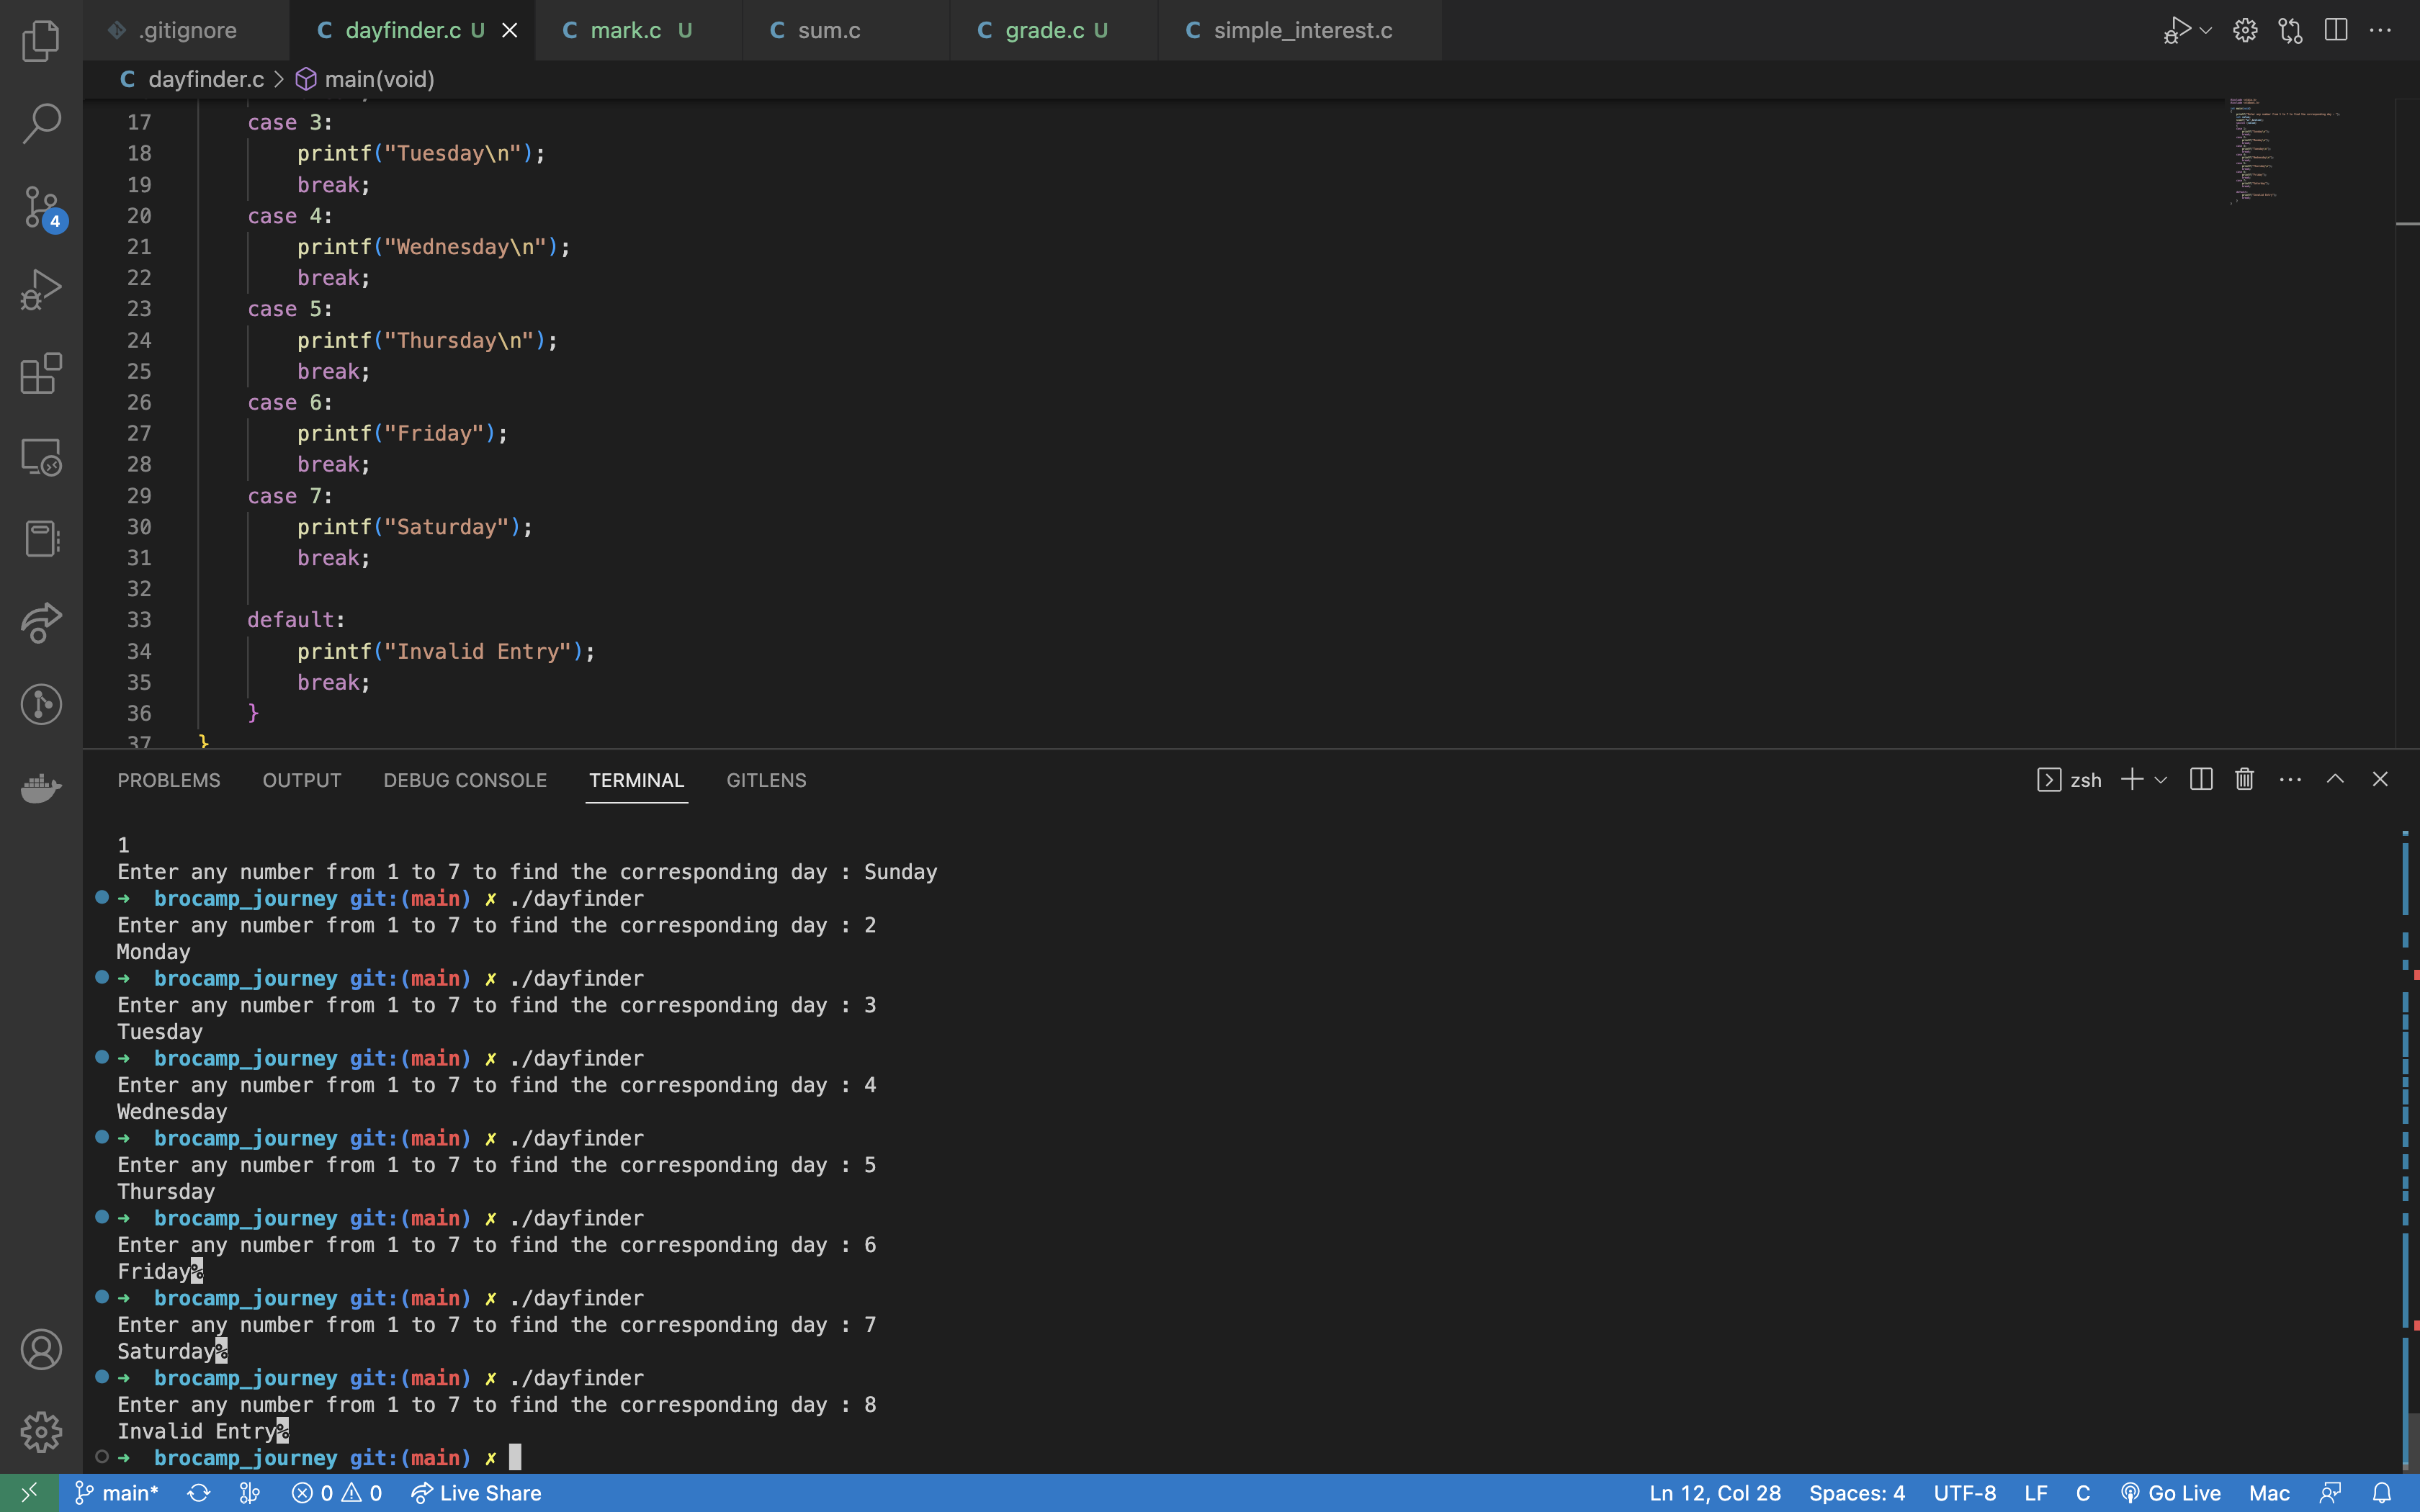 .gitignore
C dayfinder.c U
C mark.c U
C sum.c
C grade.c U
C simple_interest.c
C dayfinder.c > main(void)
17 case 3:
18 printf("Tuesday\n");
19 break;
20 case 4:
21 printf("Wednesday\n");
22 break;
23 case 5:
24 printf("Thursday\n");
25 break;
26 case 6:
27 printf("Friday");
28 break;
29 case 7:
30 printf("Saturday");
31 break;
32
33 default:
34 printf("Invalid Entry");
35 break;
36 }
37 }
4
PROBLEMS OUTPUT DEBUG CONSOLE TERMINAL GITLENS
zsh
1
Enter any number from 1 to 7 to find the corresponding day : Sunday
➜ brocamp_journey git:(main) ✗ ./dayfinder
Enter any number from 1 to 7 to find the corresponding day : 2
Monday
➜ brocamp_journey git:(main) ✗ ./dayfinder
Enter any number from 1 to 7 to find the corresponding day : 3
Tuesday
➜ brocamp_journey git:(main) ✗ ./dayfinder
Enter any number from 1 to 7 to find the corresponding day : 4
Wednesday
➜ brocamp_journey git:(main) ✗ ./dayfinder
Enter any number from 1 to 7 to find the corresponding day : 5
Thursday
➜ brocamp_journey git:(main) ✗ ./dayfinder
Enter any number from 1 to 7 to find the corresponding day : 6
Friday%
➜ brocamp_journey git:(main) ✗ ./dayfinder
Enter any number from 1 to 7 to find the corresponding day : 7
Saturday%
➜ brocamp_journey git:(main) ✗ ./dayfinder
Enter any number from 1 to 7 to find the corresponding day : 8
Invalid Entry%
➜ brocamp_journey git:(main) ✗
main* 0 0 Live Share
Ln 12, Col 28 Spaces: 4 UTF-8 LF C Go Live Mac